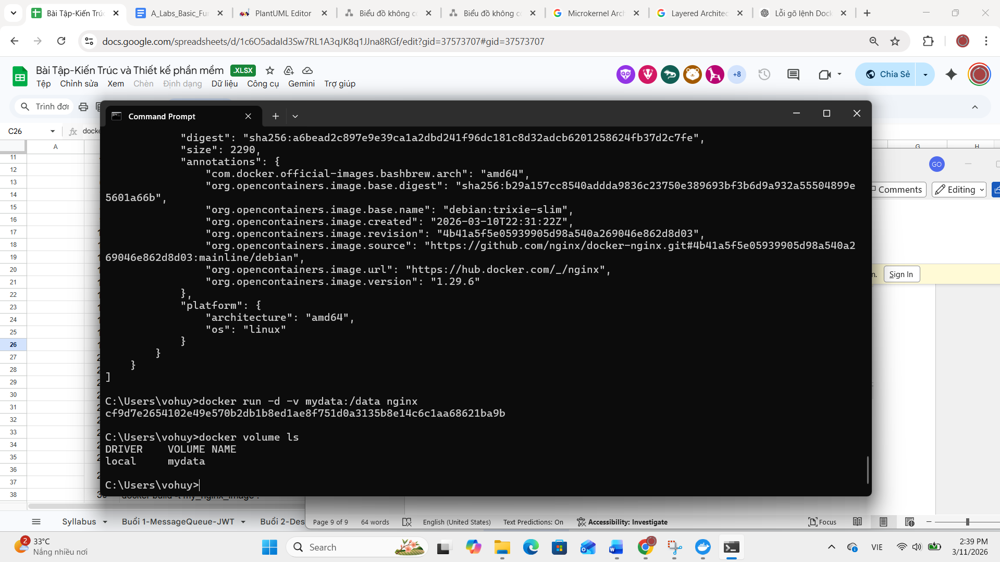 Bài Tập-Kiến Trúc
A_Labs_Basic_Fu
PlantUML Editor
Biểu đồ không c
Biểu đồ không c
Microkernel Arc
Layered Architec
Lỗi gõ lệnh Dock
docs.google.com/spreadsheets/d/1c6O5adaId3Sw7RL1A3qJK8q1JJna8RGf/edit?gid=37573707#gid=37573707
Bài Tập-Kiến Trúc và Thiết kế phần mềm
.XLSX
+8
Chia Sẻ
Tệp Chỉnh sửa Xem Chèn Định dạng Dữ liệu Công cụ Gemini Trợ giúp
Trình đơn
Command Prompt
C26
docke
A
G
H
11
12
13
14
15
16
17
18
19
20
21
22
23
24
25
26
27
28
29
30
31
32
33
34
35
36
37
38
"digest": "sha256:a6bead2c897e9e39ca1a2dbd241f96dc181c8d32adcb6201258624fb37d2c7fe",
"size": 2290,
"annotations": {
"com.docker.official-images.bashbrew.arch": "amd64",
"org.opencontainers.image.base.digest": "sha256:b29a157cc8540addda9836c23750e389693bf3b6d9a932a55504899e
5601a66b",
"org.opencontainers.image.base.name": "debian:trixie-slim",
"org.opencontainers.image.created": "2026-03-10T22:31:22Z",
"org.opencontainers.image.revision": "4b41a5f5e05939905d98a540a269046e862d8d03",
"org.opencontainers.image.source": "https://github.com/nginx/docker-nginx.git#4b41a5f5e05939905d98a540a2
69046e862d8d03:mainline/debian",
"org.opencontainers.image.url": "https://hub.docker.com/_/nginx",
"org.opencontainers.image.version": "1.29.6"
},
"platform": {
"architecture": "amd64",
"os": "linux"
}
}
}
]
C:\Users\vohuy>docker run -d -v mydata:/data nginx
cf9d7e2654102e49e570b2db1b8ed1ae8f751d0a3135b8e14c6c1aa68621ba9b
C:\Users\vohuy>docker volume ls
DRIVER VOLUME NAME
local mydata
C:\Users\vohuy>
GO
Comments
Editing
n. Sign In
docker build -t my_nginx_image .
Syllabus
Buổi 1-MessageQueue-JWT
Buổi 2-Des
Page 9 of 9
64 words
English (United States)
Text Predictions: On
Accessibility: Investigate
Focus
2
33°C
Nắng nhiều nơi
Search
VIE
2:39 PM
3/11/2026